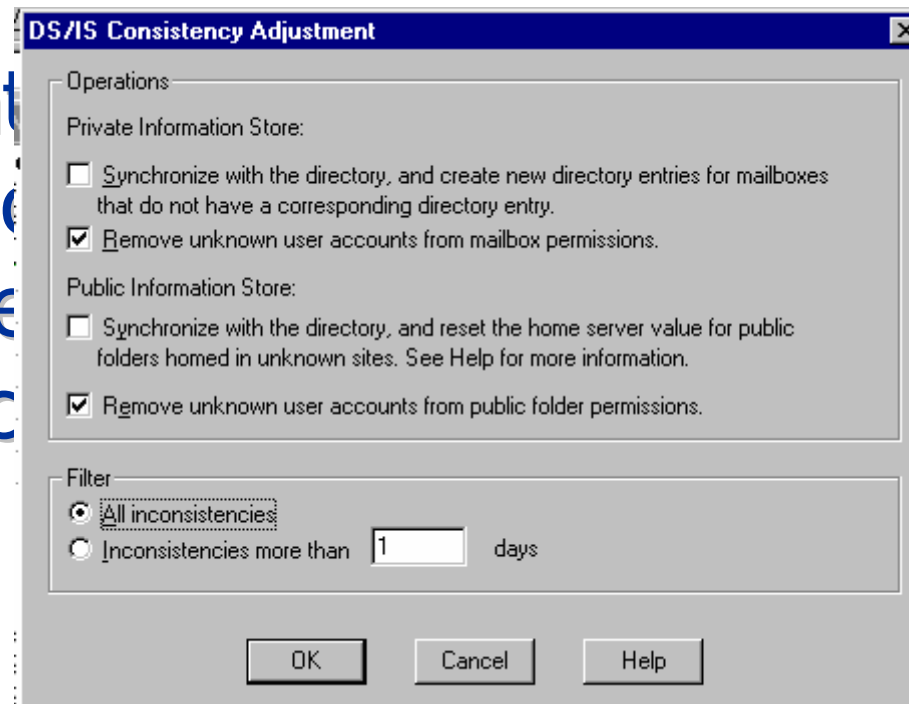 DS/IS Consistency Adjustment
Operations
Private Information Store:
Synchronize with the directory, and create new directory entries for mailboxes
that do not have a corresponding directory entry.
Remove unknown user accounts from mailbox permissions.
Public Information Store:
Synchronize with the directory, and reset the home server value for public
folders homed in unknown sites. See Help for more information.
Remove unknown user accounts from public folder permissions.
Filter
All inconsistencies
Inconsistencies more than 1 days
OK Cancel Help